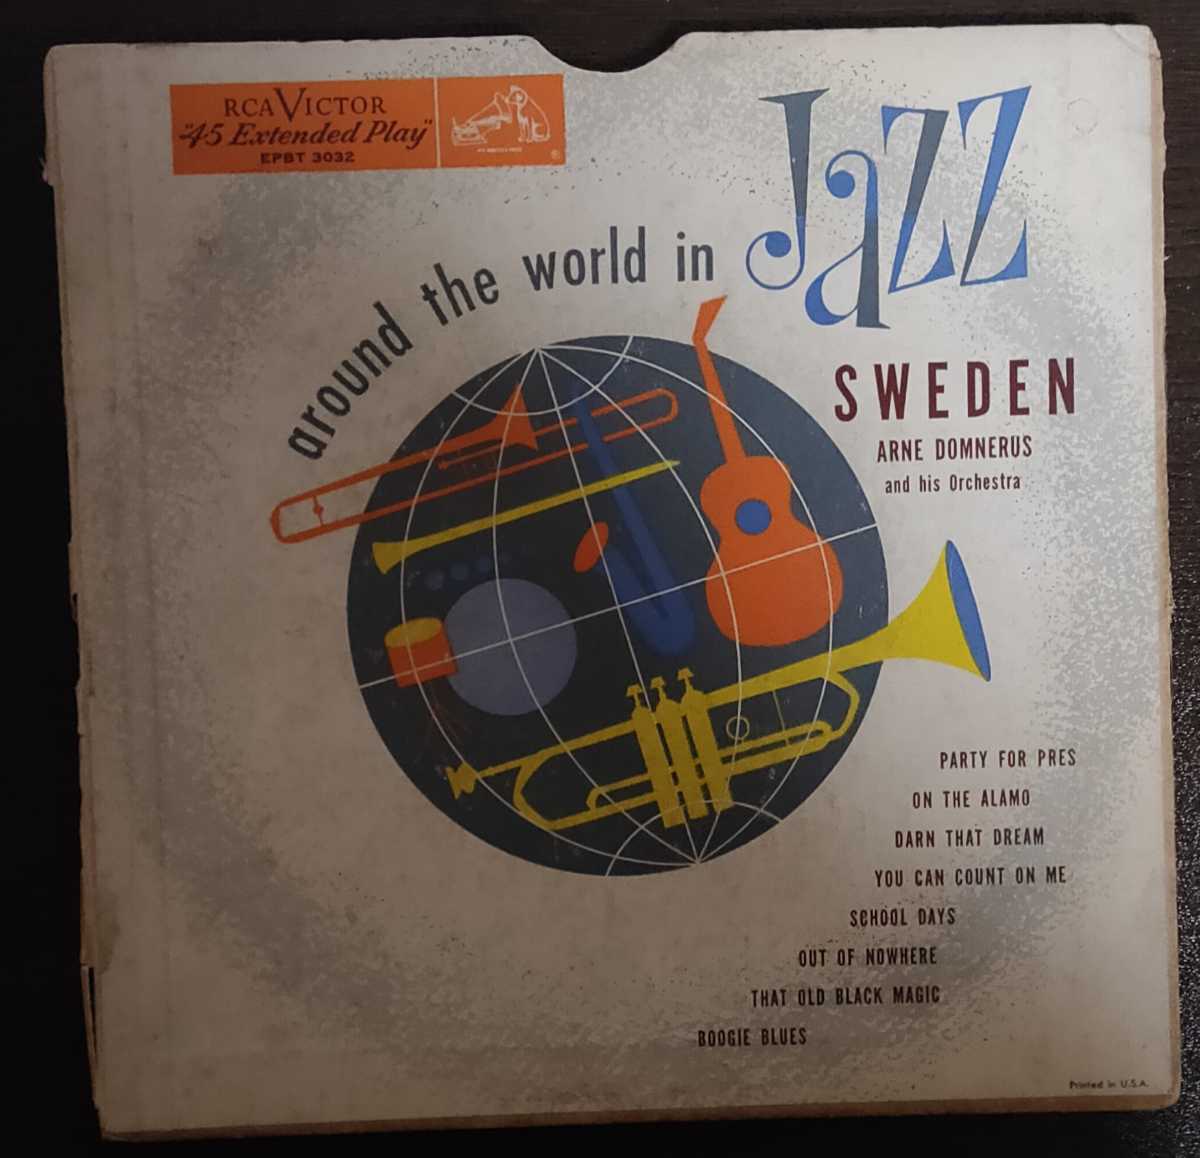 RCA VICTOR
"45 Extended Play"
EPBT 3032
around the world in Jazz
SWEDEN
ARNE DOMNERUS
and his Orchestra
PARTY FOR PRES
ON THE ALAMO
DARN THAT DREAM
YOU CAN COUNT ON ME
SCHOOL DAYS
OUT OF NOWHERE
THAT OLD BLACK MAGIC
BOOGIE BLUES
Printed in U.S.A.